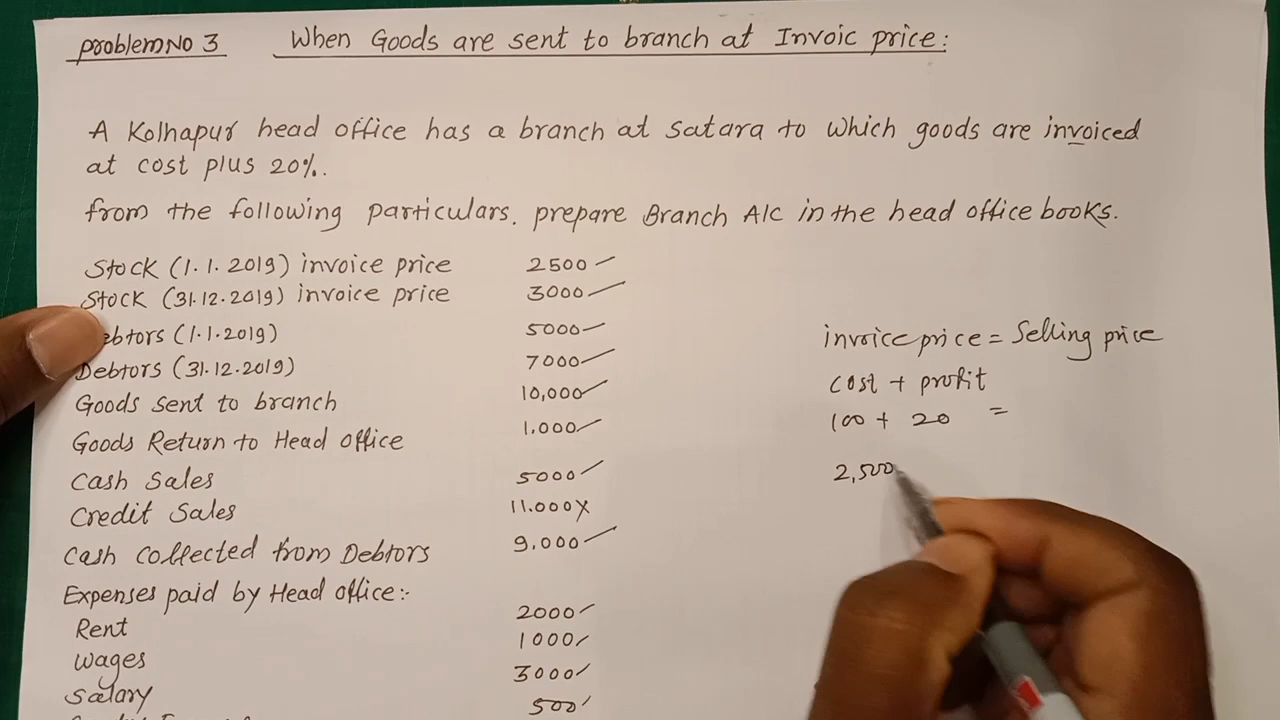 problem No 3 When Goods are sent to branch at Invoic price:
A Kolhapur head office has a branch at Satara to which goods are invoiced
at cost plus 20%.
from the following particulars. prepare Branch A/c in the head office books.
Stock (1.1.2019) invoice price 2500
Stock (31.12.2019) invoice price 3000
ebtors (1.1.2019) 5000
Debtors (31.12.2019) 7000
Goods sent to branch 10,000
Goods Return to Head office 1.000
Cash Sales 5000
Credit Sales 11.000x
Cash collected from Debtors 9.000
Expenses paid by Head office:-
Rent 2000
Wages 1000
Salary 3000
500
invoice price = Selling price
cost + profit
100 + 20 =
2,500